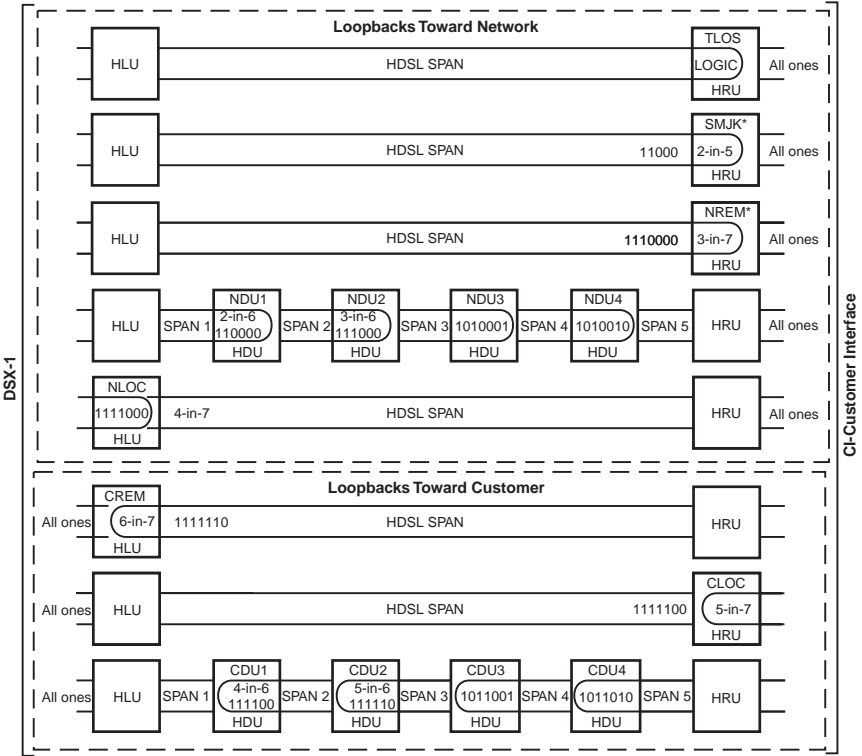 Loopbacks Toward Network
TLOS
HLU HDSL SPAN LOGIC All ones
HRU
SMJK*
HLU HDSL SPAN 11000 2-in-5 All ones
HRU
NREM*
HLU HDSL SPAN 1110000 3-in-7 All ones
HRU
NDU1 NDU2 NDU3 NDU4
2-in-6 3-in-6
HLU SPAN 1 110000 SPAN 2 111000 SPAN 3 1010001 SPAN 4 1010010 SPAN 5 HRU All ones
HDU HDU HDU HDU
NLOC
1111000 4-in-7 HDSL SPAN HRU All ones
HLU
DSX-1
CI-Customer Interface
Loopbacks Toward Customer
CREM
All ones 6-in-7 1111110 HDSL SPAN HRU
HLU
CLOC
All ones HLU HDSL SPAN 1111100 5-in-7
HRU
CDU1 CDU2 CDU3 CDU4
4-in-6 5-in-6
All ones HLU SPAN 1 111100 SPAN 2 111110 SPAN 3 1011001 SPAN 4 1011010 SPAN 5 HRU
HDU HDU HDU HDU